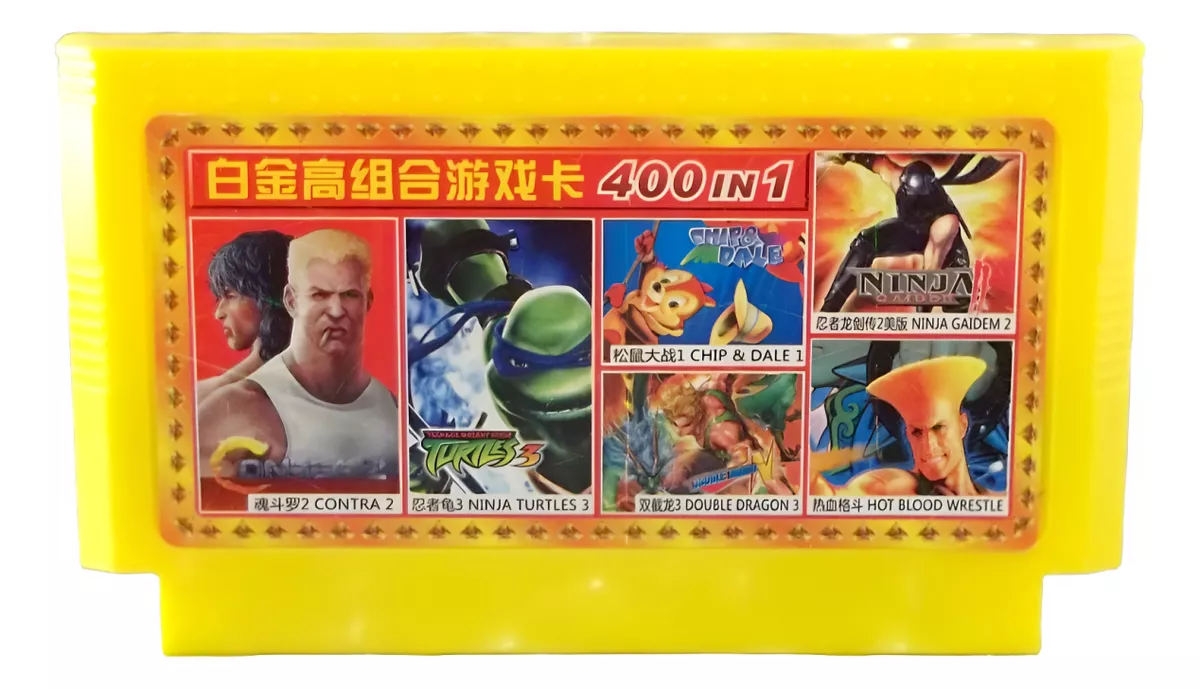 白金高组合游戏卡 400 IN 1
魂斗罗2 CONTRA 2
TURTLES 3
忍者龟3 NINJA TURTLES 3
CHIP & DALE
松鼠大战1 CHIP & DALE 1
双截龙3 DOUBLE DRAGON 3
NINJA
忍者龙剑传2美版 NINJA GAIDEM 2
热血格斗 HOT BLOOD WRESTLE